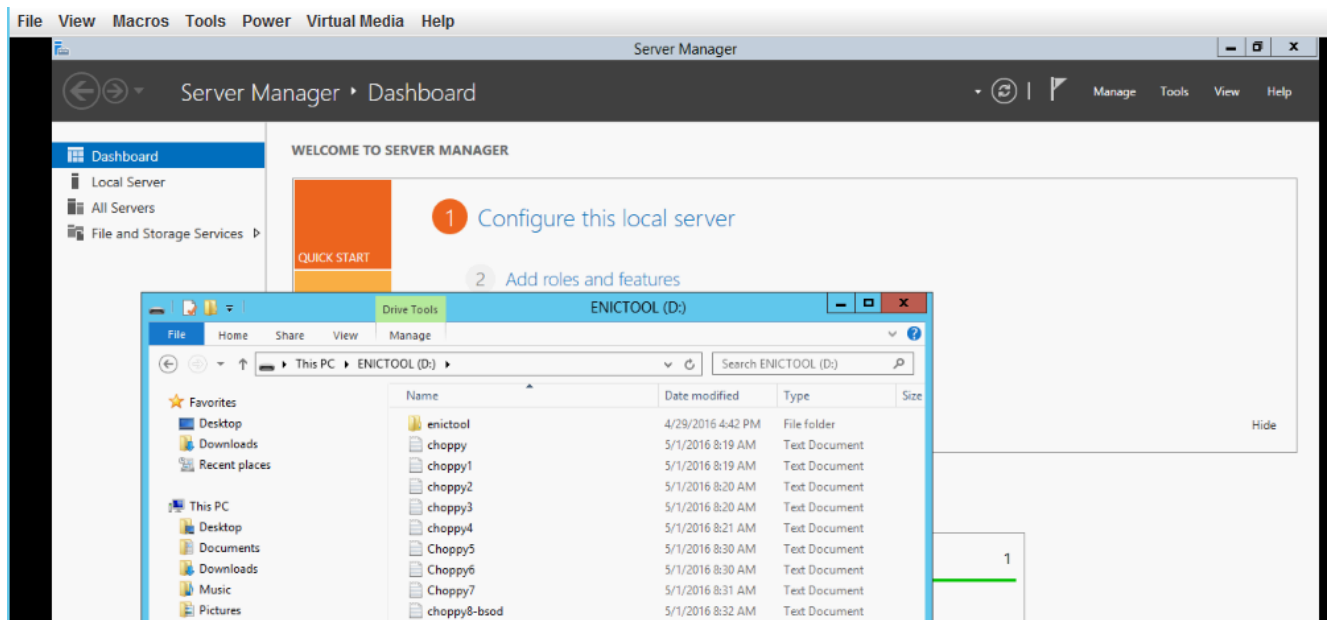 File View Macros Tools Power Virtual Media Help
Server Manager
Server Manager • Dashboard
Manage Tools View Help
Dashboard
Local Server
All Servers
File and Storage Services
WELCOME TO SERVER MANAGER
QUICK START
1 Configure this local server
2 Add roles and features
Hide
1
Drive Tools ENICTOOL (D:)
File Home Share View Manage
This PC ENICTOOL (D:) Search ENICTOOL (D:)
Favorites
Desktop
Downloads
Recent places
This PC
Desktop
Documents
Downloads
Music
Pictures
Name Date modified Type Size
enictool 4/29/2016 4:42 PM File folder
choppy 5/1/2016 8:19 AM Text Document
choppy1 5/1/2016 8:19 AM Text Document
choppy2 5/1/2016 8:20 AM Text Document
choppy3 5/1/2016 8:20 AM Text Document
choppy4 5/1/2016 8:21 AM Text Document
Choppy5 5/1/2016 8:30 AM Text Document
Choppy6 5/1/2016 8:30 AM Text Document
Choppy7 5/1/2016 8:31 AM Text Document
choppy8-bsod 5/1/2016 8:32 AM Text Document